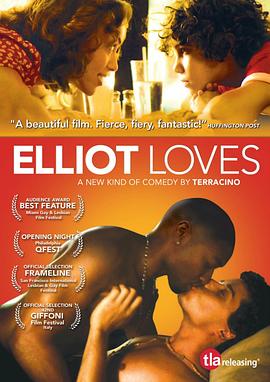 "A beautiful film. Fierce, fiery, fantastic!" HUFFINGTON POST
ELLIOT LOVES
A NEW KIND OF COMEDY BY TERRACINO
AUDIENCE AWARD
BEST FEATURE
Miami Gay & Lesbian
Film Festival
OPENING NIGHT
Philadelphia
QFEST
OFFICIAL SELECTION
FRAMELINE
San Francisco International
Lesbian & Gay Film
Festival
OFFICIAL SELECTION
GIFFONI
Film Festival
Italy
tla releasing®